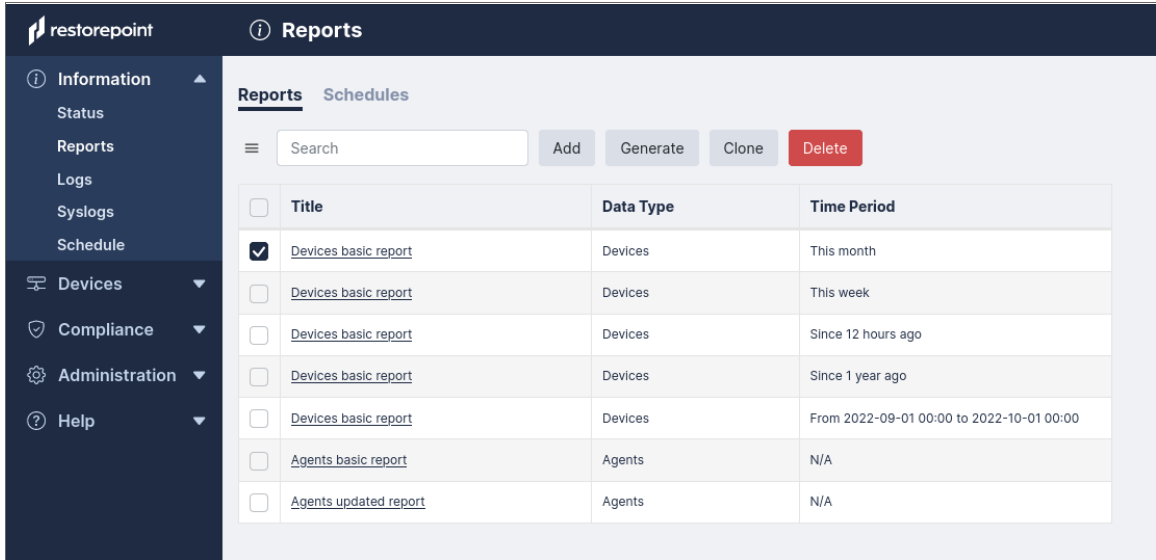 restorepoint
Reports
Information
Status
Reports
Logs
Syslogs
Schedule
Devices
Compliance
Administration
Help
Reports Schedules
Search Add Generate Clone Delete
Title Data Type Time Period
Devices basic report Devices This month
Devices basic report Devices This week
Devices basic report Devices Since 12 hours ago
Devices basic report Devices Since 1 year ago
Devices basic report Devices From 2022-09-01 00:00 to 2022-10-01 00:00
Agents basic report Agents N/A
Agents updated report Agents N/A